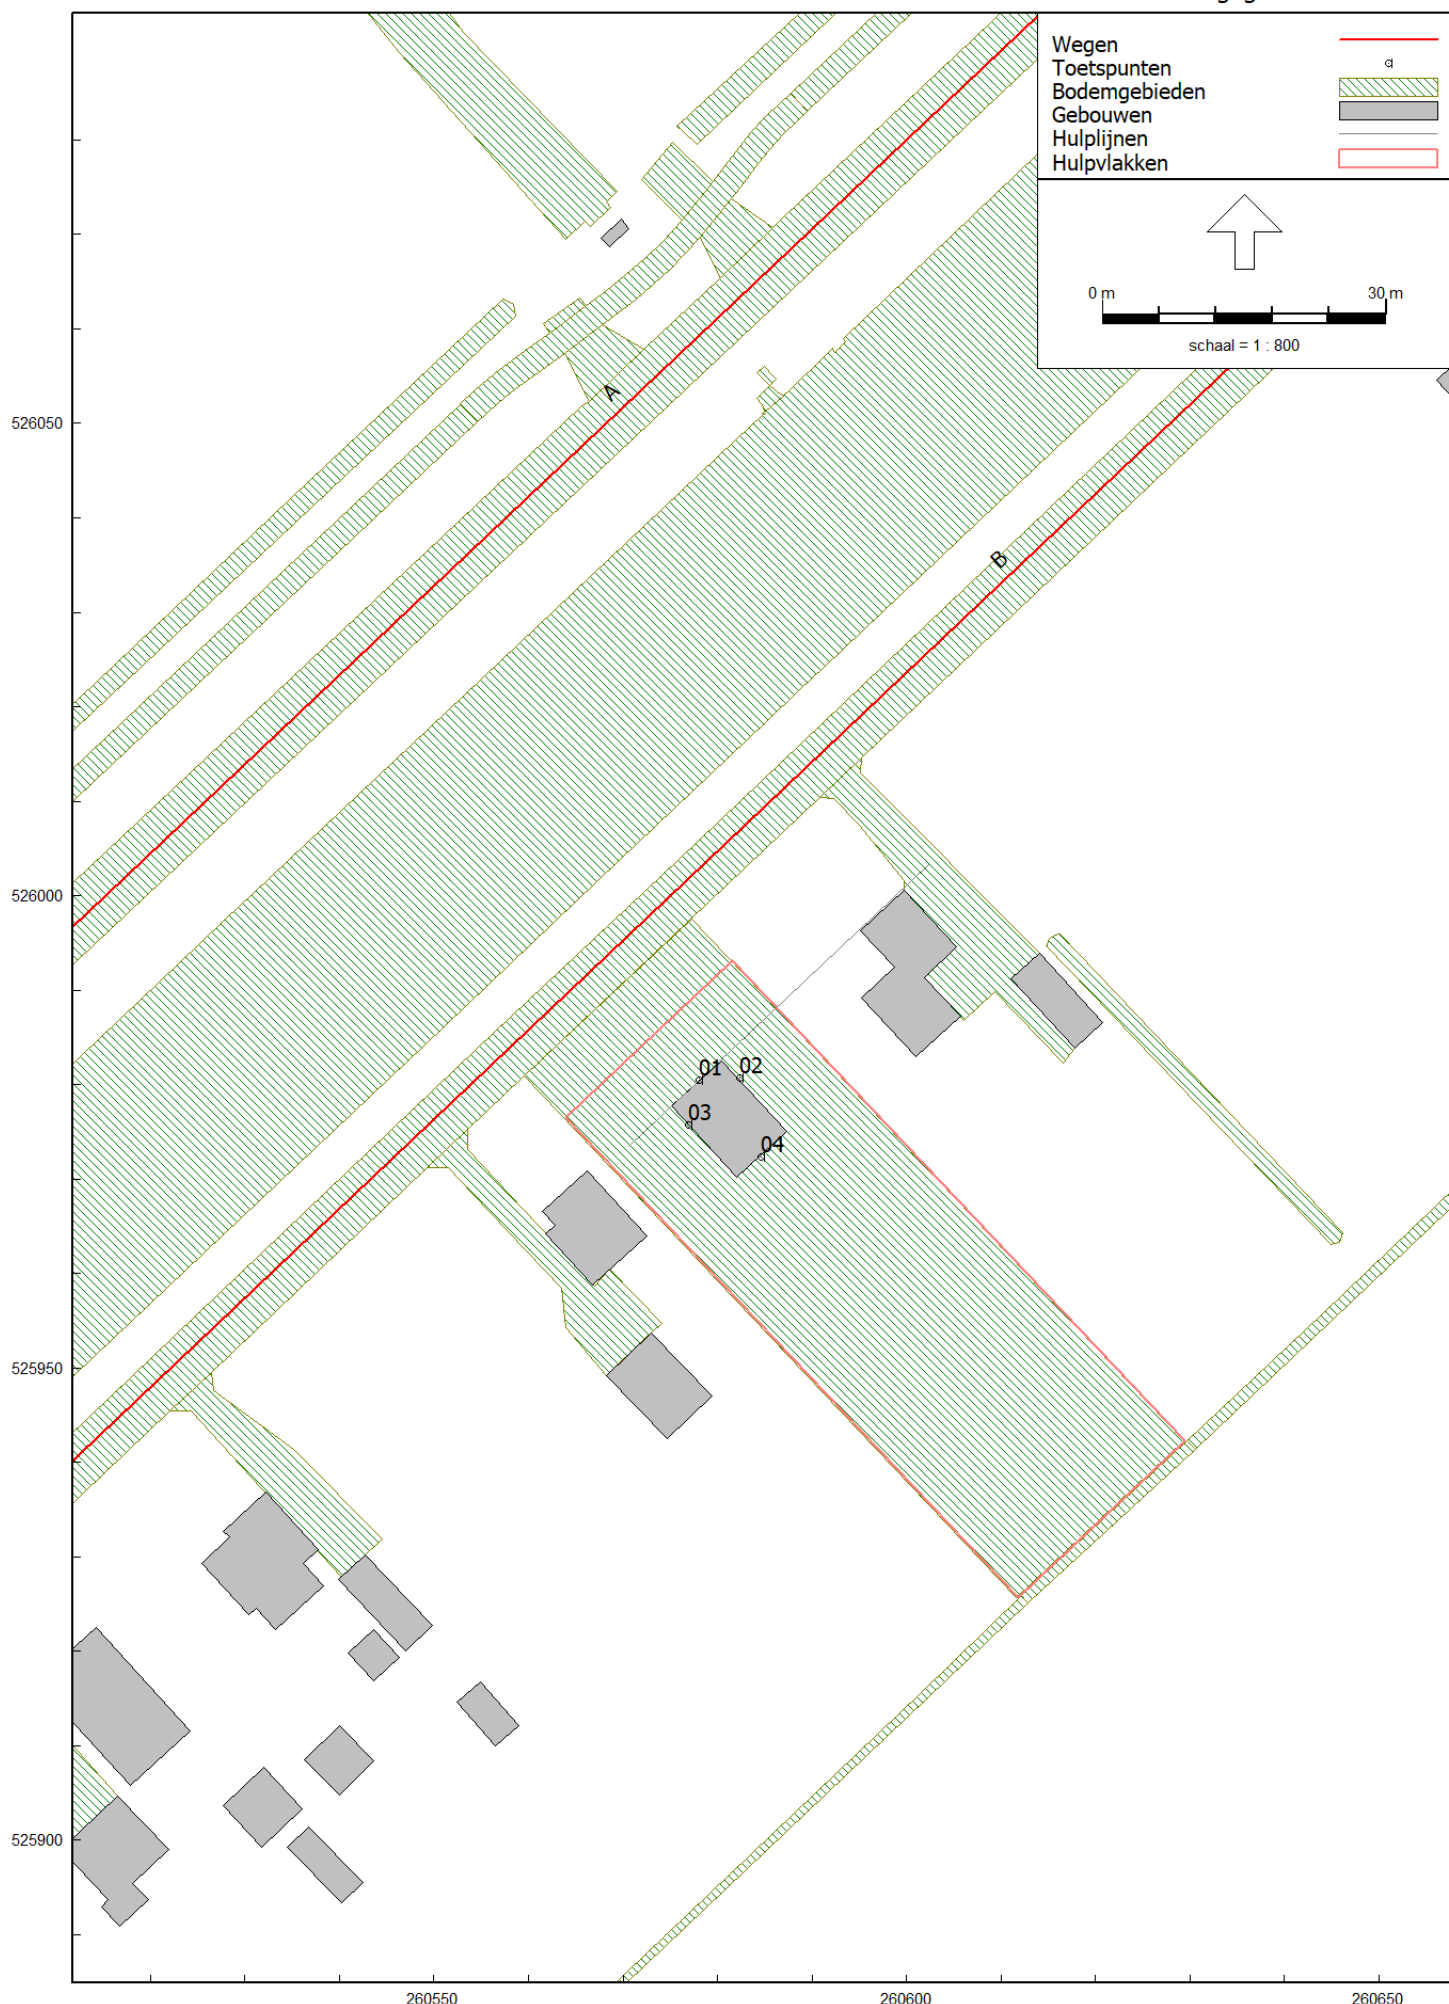 Wegen
Toetspunten
Bodemgebieden
Gebouwen
Hulplijnen
Hulpvlakken
0 m 30 m
schaal = 1 : 800
A
526050
B
526000
01 02
03
04
525950
525900
260550 260600 260650